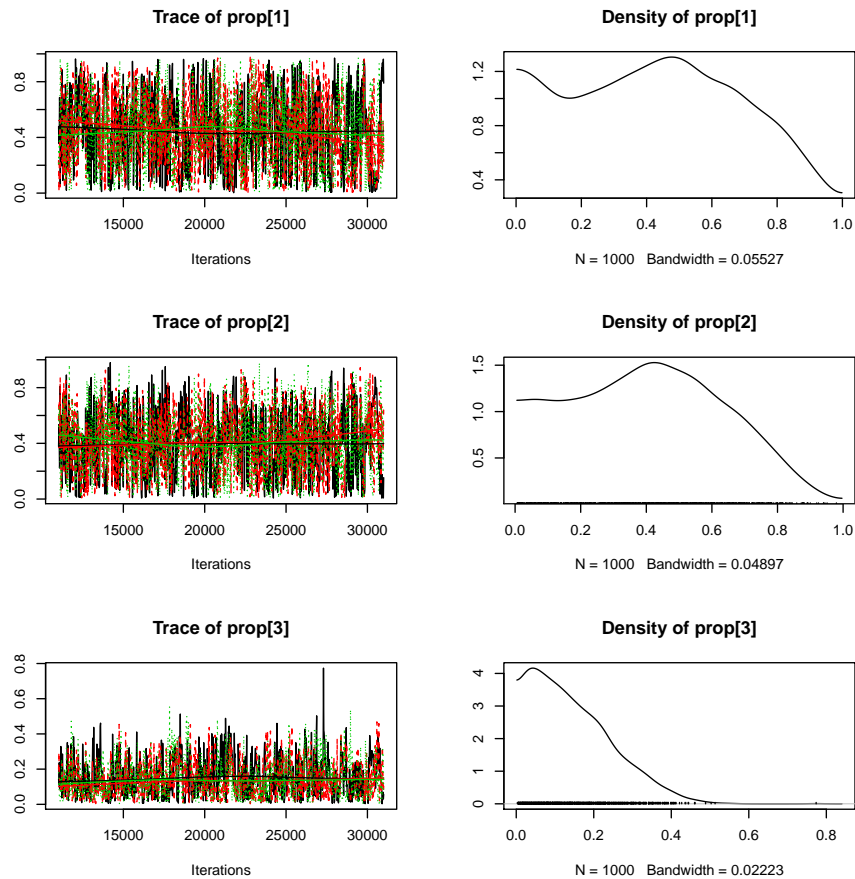 Trace of prop[1]
0.0 0.4 0.8
15000 20000 25000 30000
Iterations
Density of prop[1]
0.4 0.8 1.2
0.0 0.2 0.4 0.6 0.8 1.0
N = 1000 Bandwidth = 0.05527
Trace of prop[2]
0.0 0.4 0.8
15000 20000 25000 30000
Iterations
Density of prop[2]
0.5 1.0 1.5
0.0 0.2 0.4 0.6 0.8 1.0
N = 1000 Bandwidth = 0.04897
Trace of prop[3]
0.0 0.2 0.4 0.6 0.8
15000 20000 25000 30000
Iterations
Density of prop[3]
0 1 2 3 4
0.0 0.2 0.4 0.6 0.8
N = 1000 Bandwidth = 0.02223